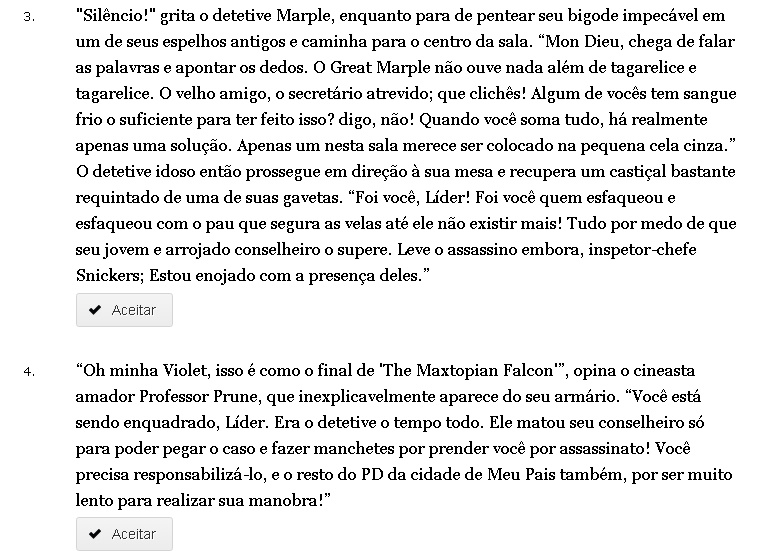 3. "Silêncio!" grita o detetive Marple, enquanto para de pentear seu bigode impecável em
um de seus espelhos antigos e caminha para o centro da sala. “Mon Dieu, chega de falar
as palavras e apontar os dedos. O Great Marple não ouve nada além de tagarelice e
tagarelice. O velho amigo, o secretário atrevido; que clichês! Algum de vocês tem sangue
frio o suficiente para ter feito isso? digo, não! Quando você soma tudo, há realmente
apenas uma solução. Apenas um nesta sala merece ser colocado na pequena cela cinza.”
O detetive idoso então prossegue em direção à sua mesa e recupera um castiçal bastante
requintado de uma de suas gavetas. “Foi você, Líder! Foi você quem esfaqueou e
esfaqueou com o pau que segura as velas até ele não existir mais! Tudo por medo de que
seu jovem e arrojado conselheiro o supere. Leve o assassino embora, inspetor-chefe
Snickers; Estou enojado com a presença deles.”
Aceitar
4. “Oh minha Violet, isso é como o final de 'The Maxtopian Falcon'”, opina o cineasta
amador Professor Prune, que inexplicavelmente aparece do seu armário. “Você está
sendo enquadrado, Líder. Era o detetive o tempo todo. Ele matou seu conselheiro só
para poder pegar o caso e fazer manchetes por prender você por assassinato! Você
precisa responsabilizá-lo, e o resto do PD da cidade de Meu Pais também, por ser muito
lento para realizar sua manobra!”
Aceitar